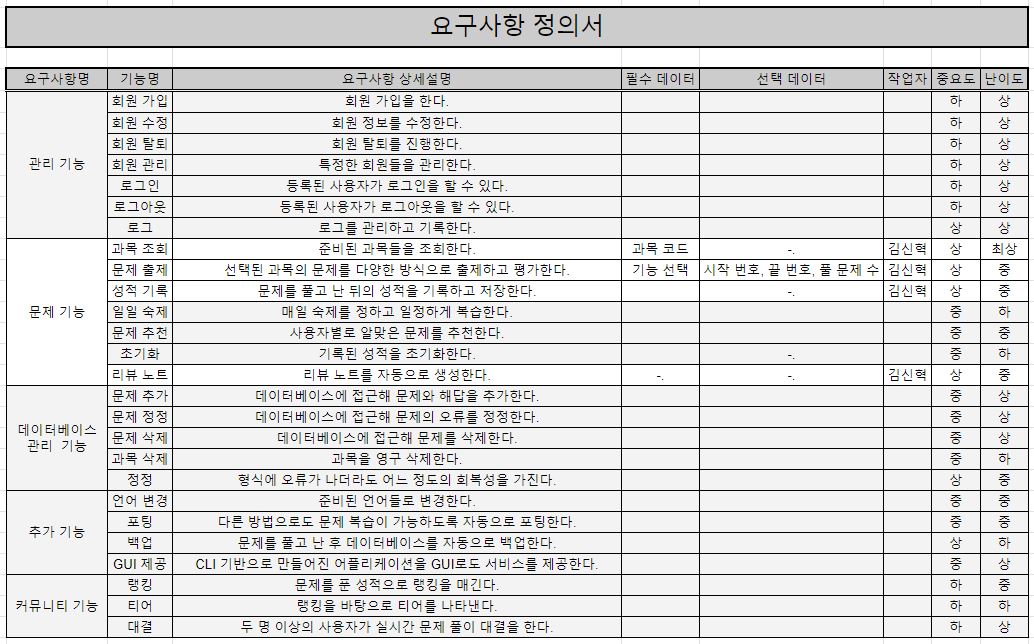 요구사항 정의서
요구사항명 기능명 요구사항 상세설명 필수 데이터 선택 데이터 작업자 중요도 난이도
관리 기능
회원 가입 회원 가입을 한다. 하 상
회원 수정 회원 정보를 수정한다. 하 상
회원 탈퇴 회원 탈퇴를 진행한다. 하 상
회원 관리 특정한 회원들을 관리한다. 하 상
로그인 등록된 사용자가 로그인을 할 수 있다. 하 상
로그아웃 등록된 사용자가 로그아웃을 할 수 있다. 하 상
로그 로그를 관리하고 기록한다. 상 상
문제 기능
과목 조회 준비된 과목들을 조회한다. 과목 코드 -. 김신혁 상 최상
문제 출제 선택된 과목의 문제를 다양한 방식으로 출제하고 평가한다. 기능 선택 시작 번호, 끝 번호, 풀 문제 수 김신혁 상 중
성적 기록 문제를 풀고 난 뒤의 성적을 기록하고 저장한다. -. 김신혁 상 중
일일 숙제 매일 숙제를 정하고 일정하게 복습한다. 중 하
문제 추천 사용자별로 알맞은 문제를 추천한다. 중 중
초기화 기록된 성적을 초기화한다. -. 중 하
리뷰 노트 리뷰 노트를 자동으로 생성한다. -. -. 김신혁 상 중
데이터베이스
관리 기능
문제 추가 데이터베이스에 접근해 문제와 해답을 추가한다. 중 상
문제 정정 데이터베이스에 접근해 문제의 오류를 정정한다. 중 상
문제 삭제 데이터베이스에 접근해 문제를 삭제한다. 중 상
과목 삭제 과목을 영구 삭제한다. 중 하
정정 형식에 오류가 나더라도 어느 정도의 회복성을 가진다. 상 중
추가 기능
언어 변경 준비된 언어들로 변경한다. 중 중
포팅 다른 방법으로도 문제 복습이 가능하도록 자동으로 포팅한다. 중 중
백업 문제를 풀고 난 후 데이터베이스를 자동으로 백업한다. 상 하
GUI 제공 CLI 기반으로 만들어진 어플리케이션을 GUI로도 서비스를 제공한다. 중 상
커뮤니티 기능
랭킹 문제를 푼 성적으로 랭킹을 매긴다. 하 중
티어 랭킹을 바탕으로 티어를 나타낸다. 하 하
대결 두 명 이상의 사용자가 실시간 문제 풀이 대결을 한다. 하 상